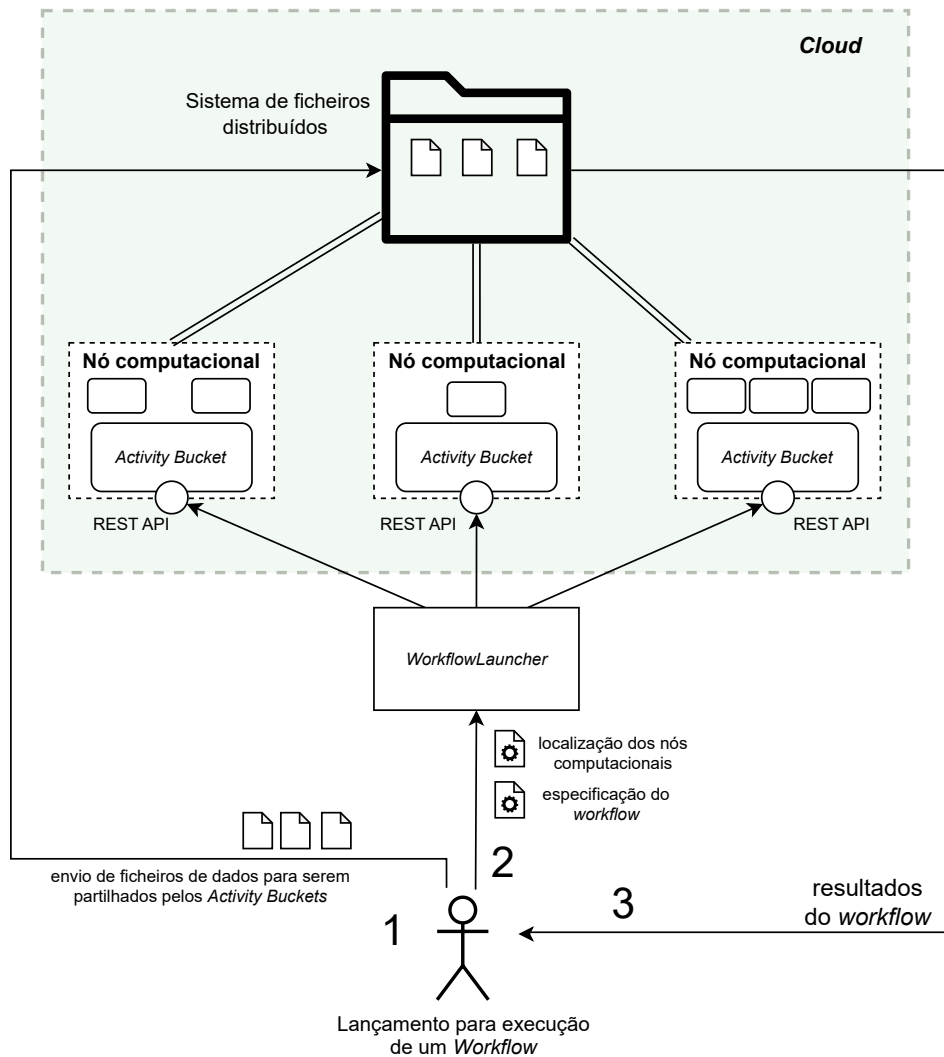 Cloud
Sistema de ficheiros
distribuídos
Nó computacional
Nó computacional
Nó computacional
Activity Bucket
Activity Bucket
Activity Bucket
REST API
REST API
REST API
WorkflowLauncher
localização dos nós
computacionais
especificação do
workflow
2
envio de ficheiros de dados para serem
partilhados pelos Activity Buckets
1
3
resultados
do workflow
Lançamento para execução
de um Workflow